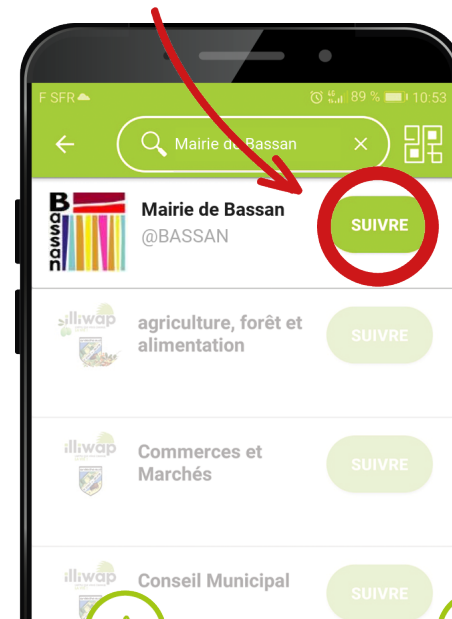 F SFR 89 % 10:53
Mairie de Bassan
Bassan
Mairie de Bassan
@BASSAN
SUIVRE
illiwap
agriculture, forêt et
alimentation
SUIVRE
illiwap
Commerces et
Marchés
SUIVRE
illiwap
Conseil Municipal
SUIVRE